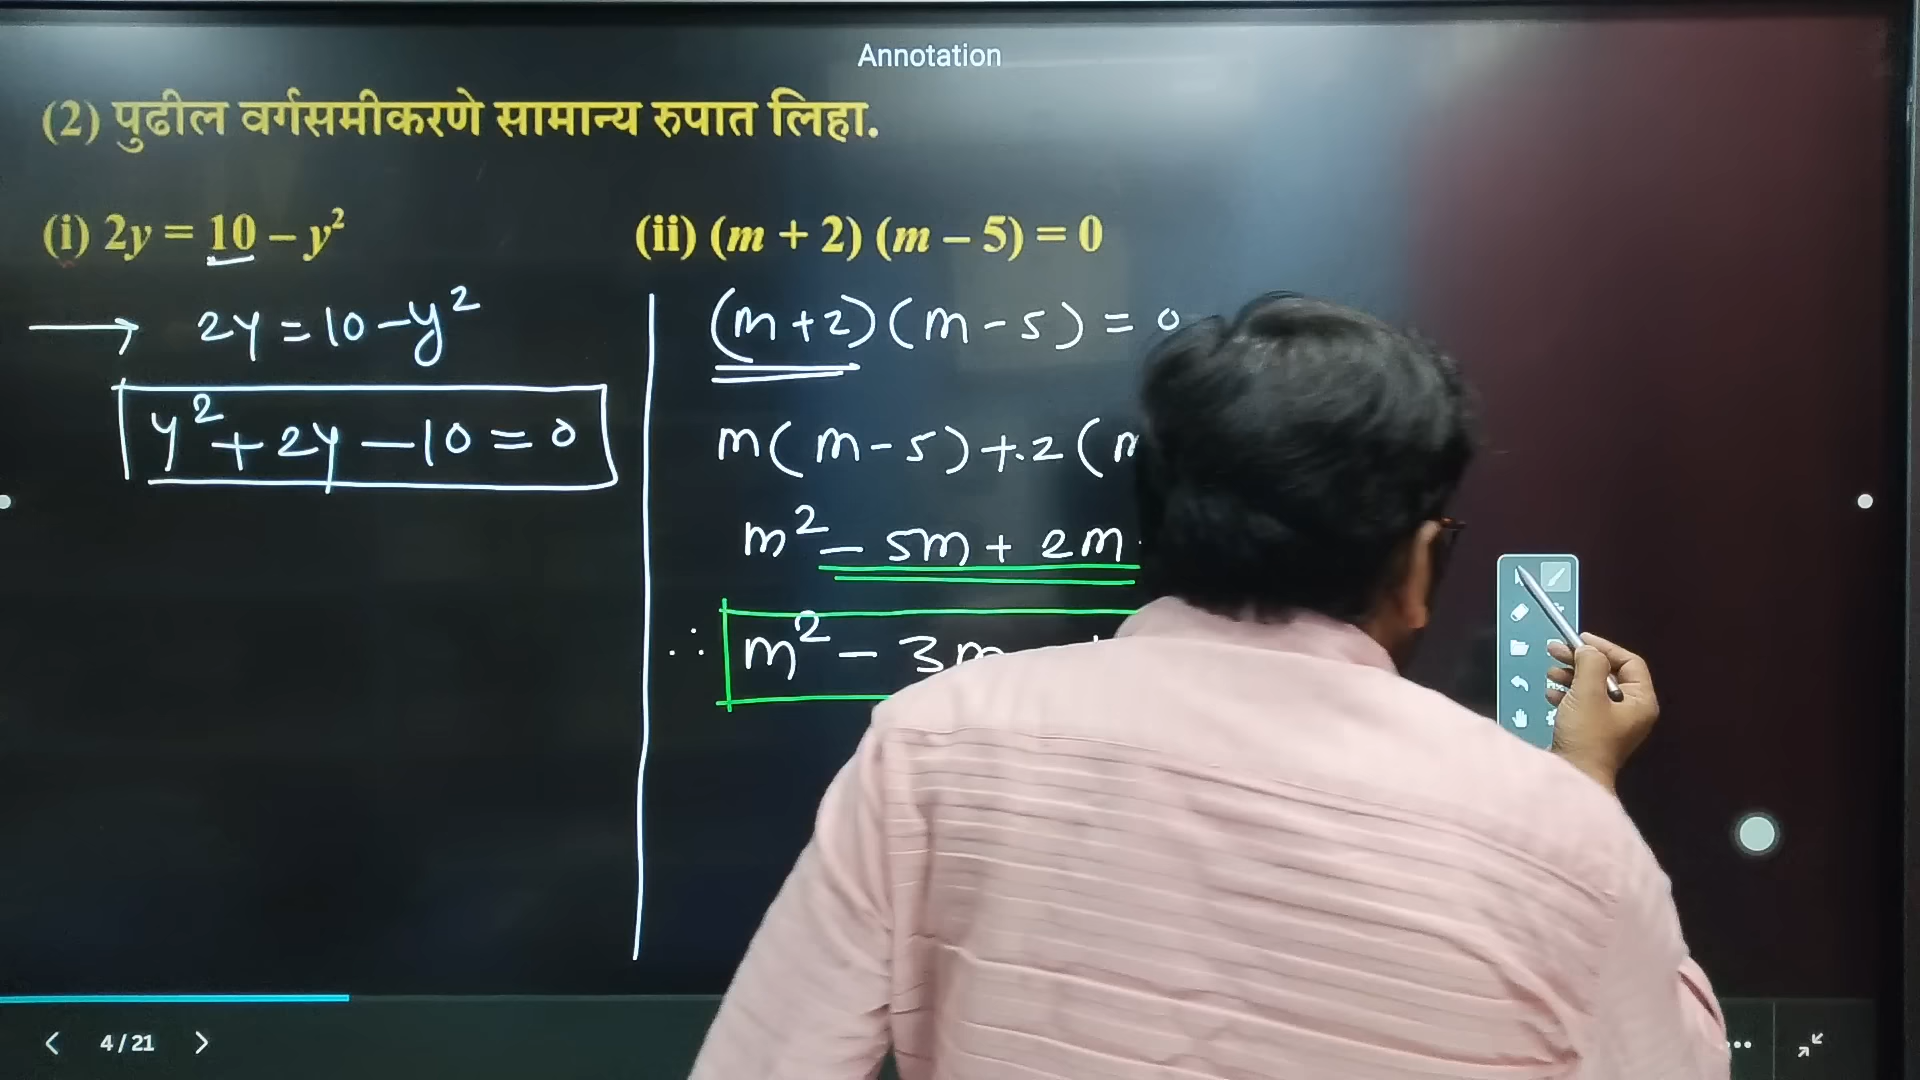 Annotation
(2) पुढील वर्गसमीकरणे सामान्य रुपात लिहा.
(i) 2y = 10 – y²
(ii) (m + 2) (m – 5) = 0
2y = 10 – y²
y² + 2y – 10 = 0
(m + 2) (m – 5) = 0
m ( m – 5 ) + 2 (
m² – 5m + 2m
∴ m² – 3m
4 / 21